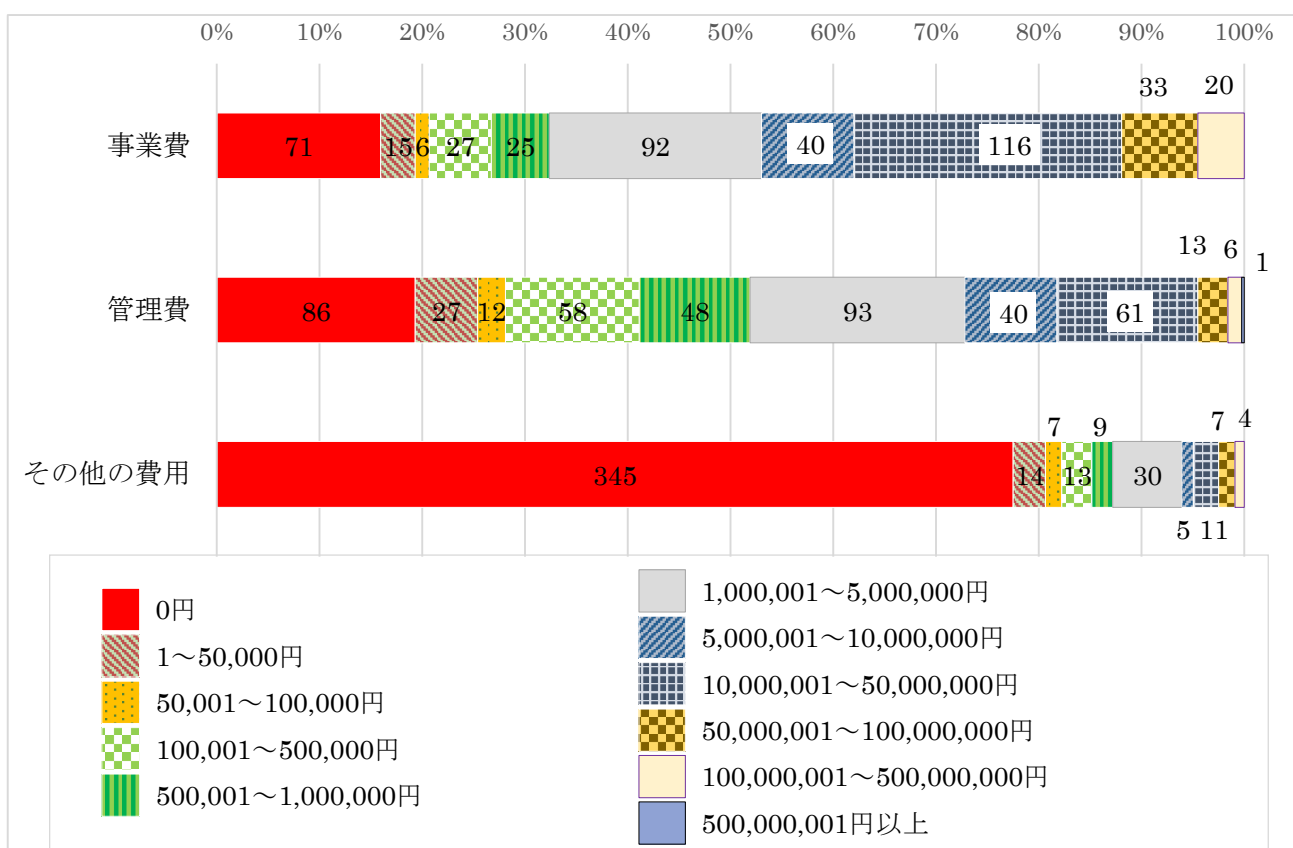 0% 10% 20% 30% 40% 50% 60% 70% 80% 90% 100%
33 20
事業費 71 15 6 27 25 92 40 116
13 6 1
管理費 86 27 12 58 48 93 40 61
7 9 7 4
その他の費用 345 14 13 30
5 11
0円
1～50,000円
50,001～100,000円
100,001～500,000円
500,001～1,000,000円
1,000,001～5,000,000円
5,000,001～10,000,000円
10,000,001～50,000,000円
50,000,001～100,000,000円
100,000,001～500,000,000円
500,000,001円以上